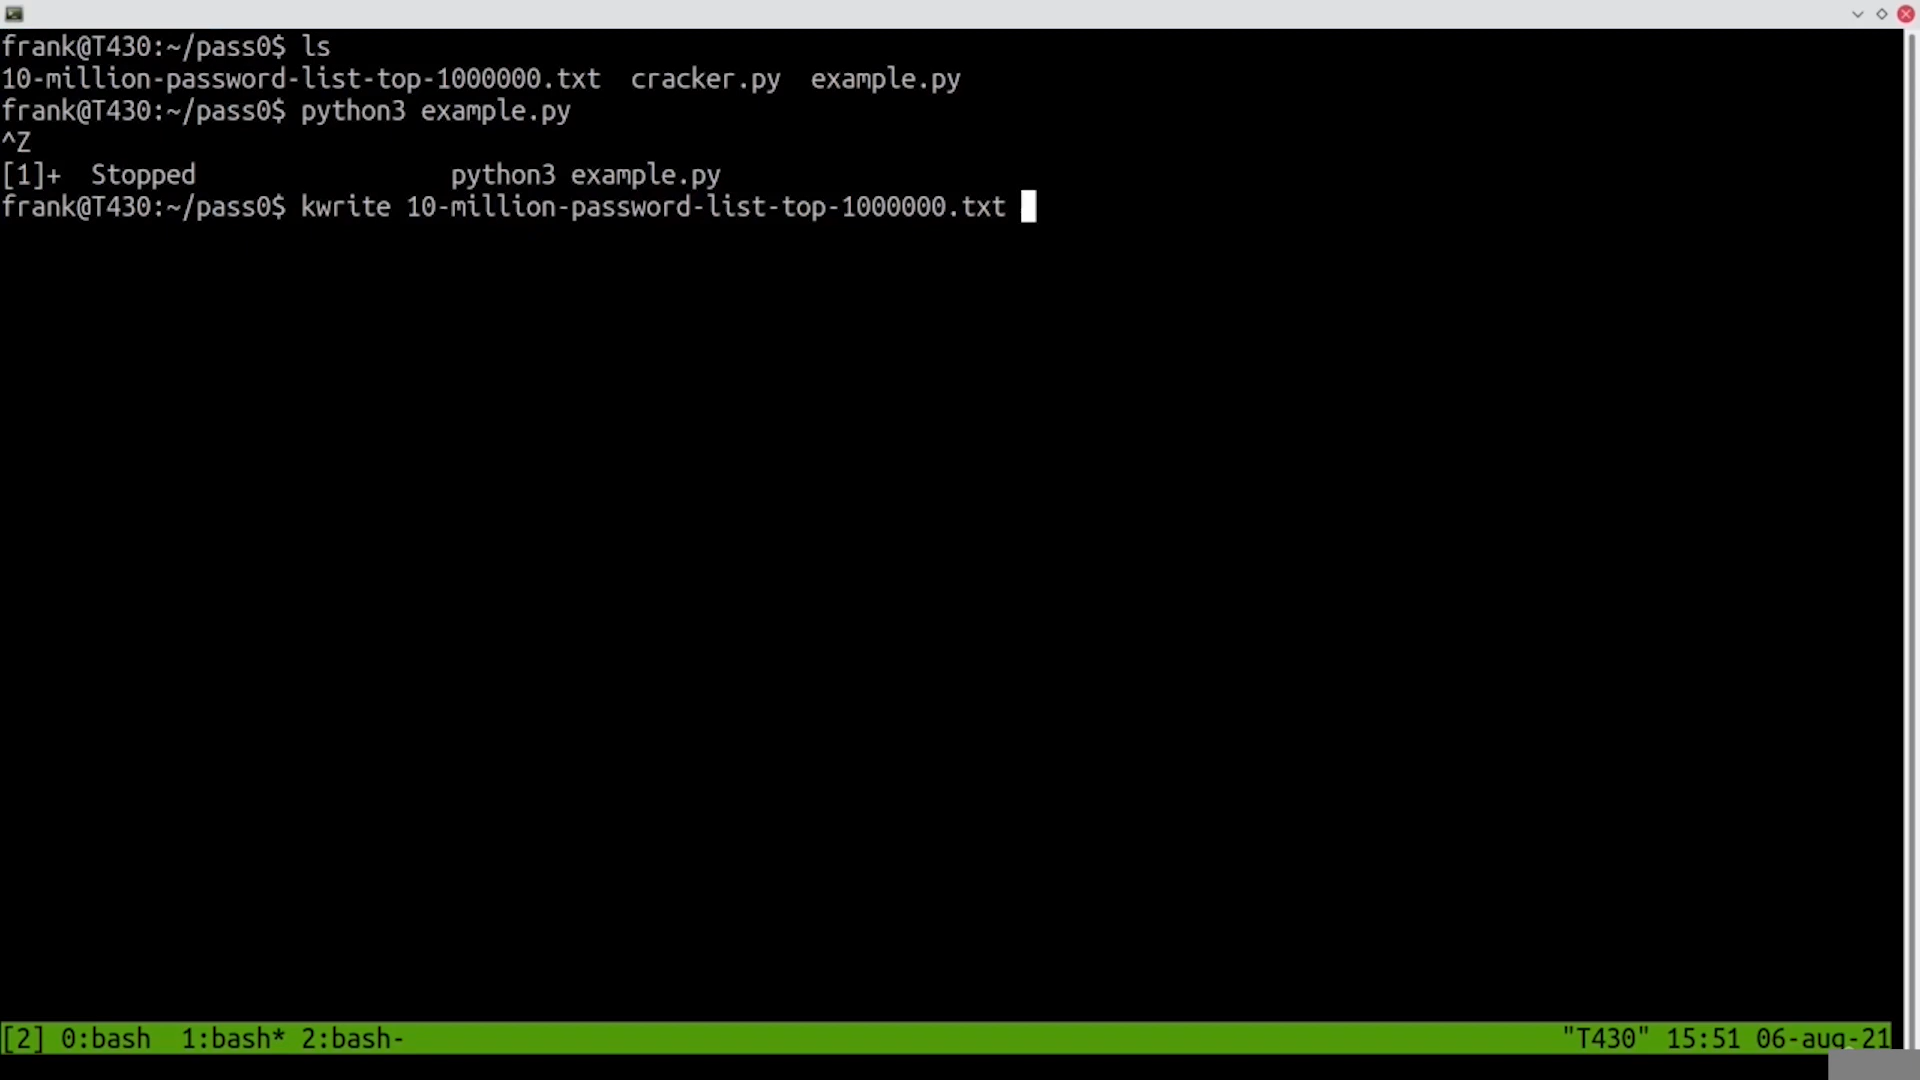 frank@T430:~/pass0$ ls
10-million-password-list-top-1000000.txt  cracker.py  example.py
frank@T430:~/pass0$ python3 example.py
^Z
[1]+  Stopped                 python3 example.py
frank@T430:~/pass0$ kwrite 10-million-password-list-top-1000000.txt
[2] 0:bash  1:bash* 2:bash-  "T430" 15:51 06-aug-21